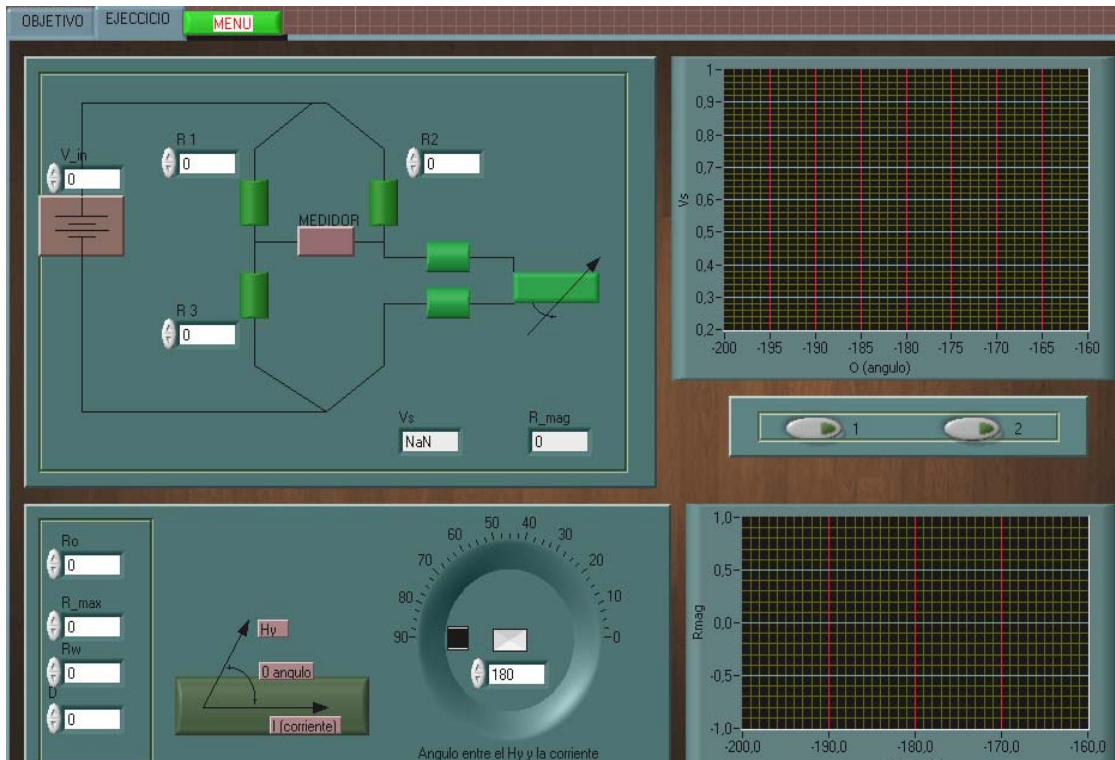 OBJETIVO
EJECCICIO
MENU
V_in
0
R 1
0
R2
0
MEDIDOR
R 3
0
Vs
NaN
R_mag
0
1
0,9
0,8
0,7
0,6
0,5
0,4
0,3
0,2
Vs
-200 -195 -190 -185 -180 -175 -170 -165 -160
O (angulo)
1 2
Ro
0
R_max
0
Rw
0
D
0
Hy
0 angulo
I (corriente)
90 80 70 60 50 40 30 20 10 0
180
Angulo entre el Hy y la corriente
1,0
0,5
0,0
-0,5
-1,0
Rmag
-200,0 -190,0 -180,0 -170,0 -160,0